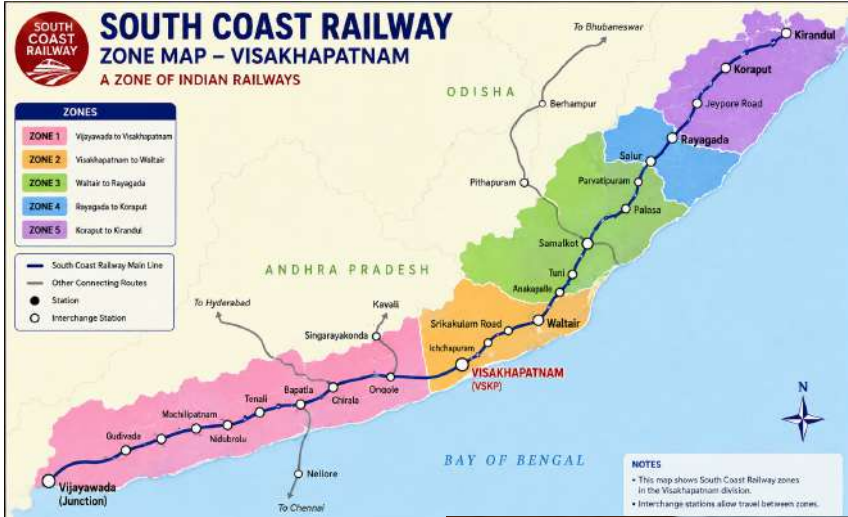 SOUTH
COAST
RAILWAY
SOUTH COAST RAILWAY
ZONE MAP – VISAKHAPATNAM
A ZONE OF INDIAN RAILWAYS
ZONES
ZONE 1 Vijayawada to Visakhapatnam
ZONE 2 Visakhapatnam to Waltair
ZONE 3 Waltair to Rayagada
ZONE 4 Rayagada to Koraput
ZONE 5 Koraput to Kirandul
South Coast Railway Main Line
Other Connecting Routes
Station
Interchange Station
To Bhubaneswar
Kirandul
Koraput
ODISHA
Jeypore Road
Berhampur
Rayagada
Salur
Pithapuram
Parvatipuram
Palasa
Samalkot
ANDHRA PRADESH
Tuni
Anakapalle
To Hyderabad
Kavali
Srikakulam Road
Waltair
Singarayakonda
Ichchapuram
VISAKHAPATNAM
(VSKP)
Bapatla
Ongole
Chirala
Tenali
Machilipatnam
Nidubrolu
Gudivada
N
BAY OF BENGAL
Nellore
Vijayawada
(Junction)
To Chennai
NOTES
• This map shows South Coast Railway zones
in the Visakhapatnam division.
• Interchange stations allow travel between zones.